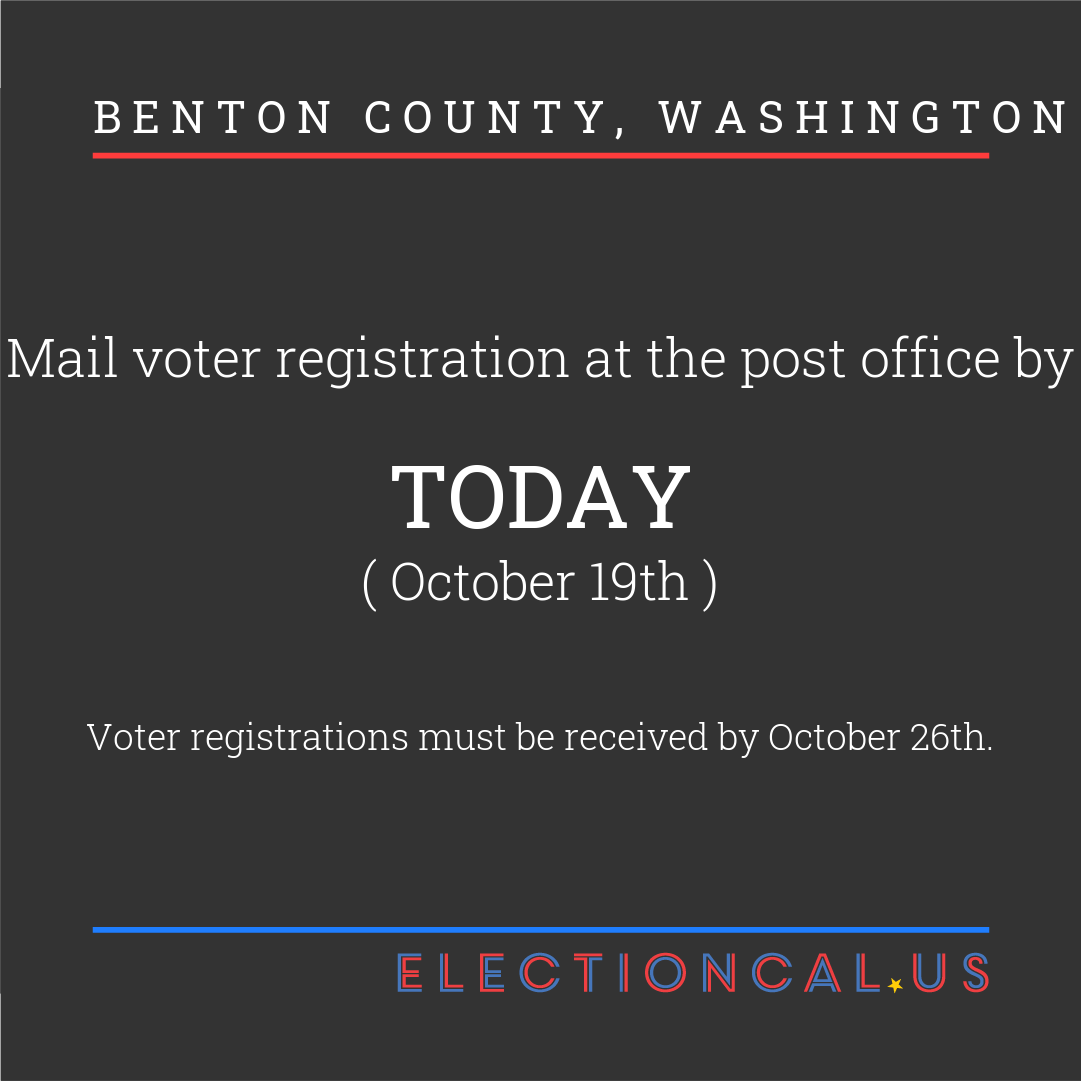 BENTON COUNTY, WASHINGTON
Mail voter registration at the post office by
TODAY
( October 19th )
Voter registrations must be received by October 26th.
ELECTIONCAL.US